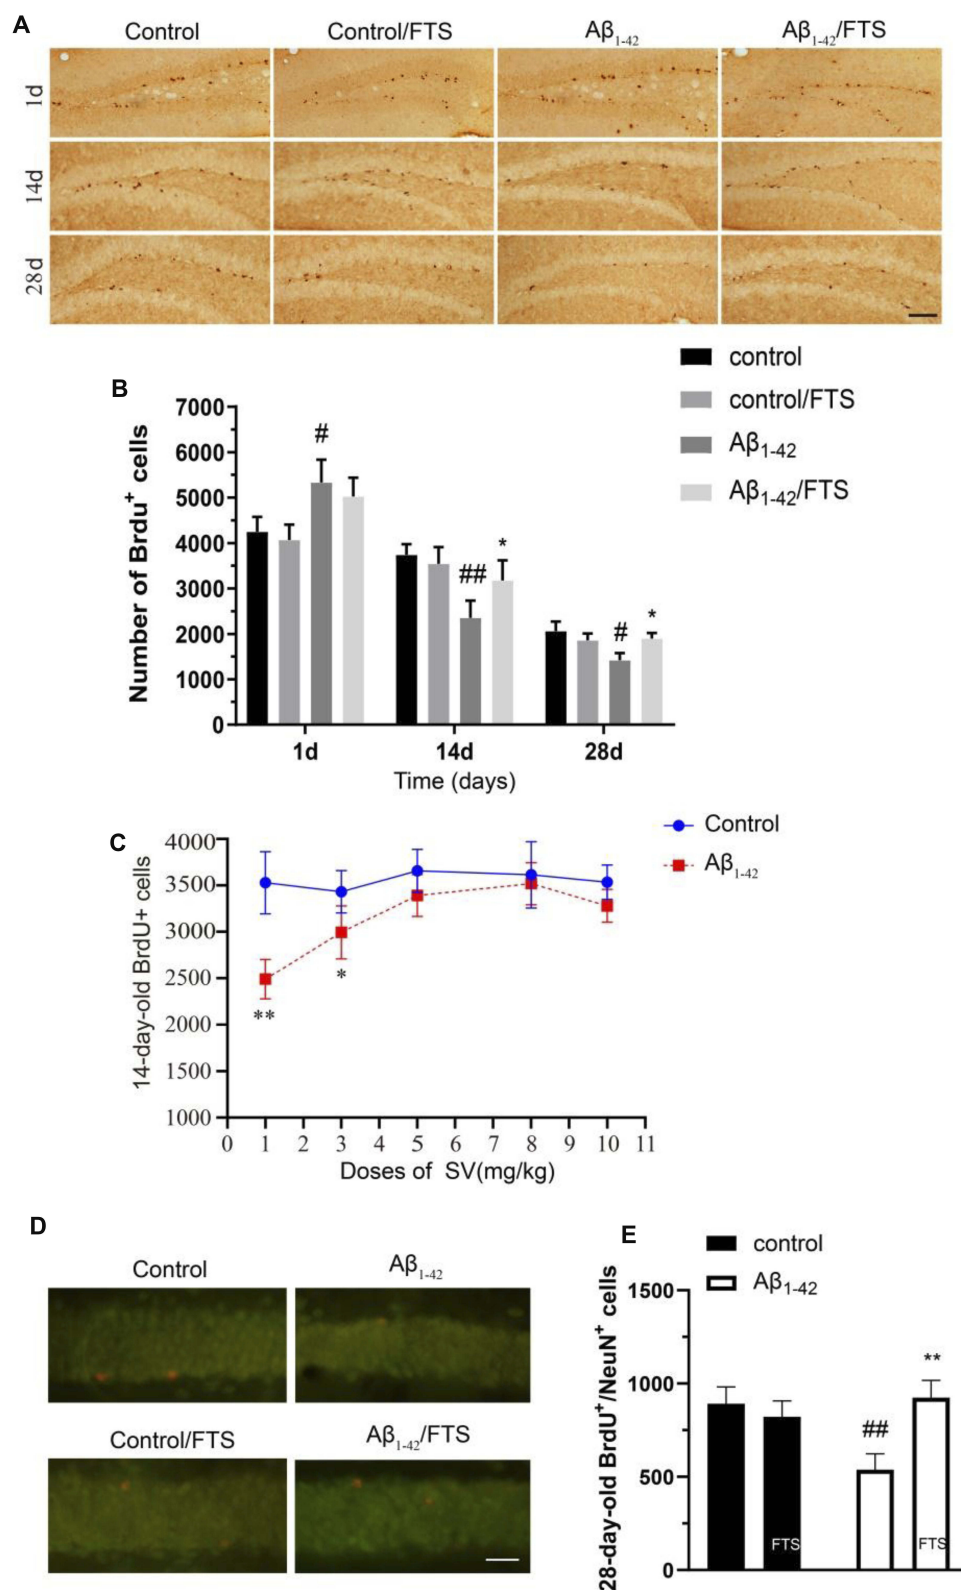 A
Control Control/FTS Aβ1-42 Aβ1-42/FTS
1d
14d
28d
B
control
control/FTS
Aβ1-42
Aβ1-42/FTS
Number of Brdu+ cells
7000
6000
5000
4000
3000
2000
1000
0
#
##
*
#
*
1d 14d 28d
Time (days)
C
Control
Aβ1-42
14-day-old BrdU+ cells
4000
3500
3000
2500
2000
1500
1000
**
*
0 1 2 3 4 5 6 7 8 9 10 11
Doses of SV(mg/kg)
D
Control Aβ1-42
Control/FTS Aβ1-42/FTS
E
control
Aβ1-42
28-day-old BrdU+/NeuN+ cells
1500
1000
500
0
##
**
FTS FTS